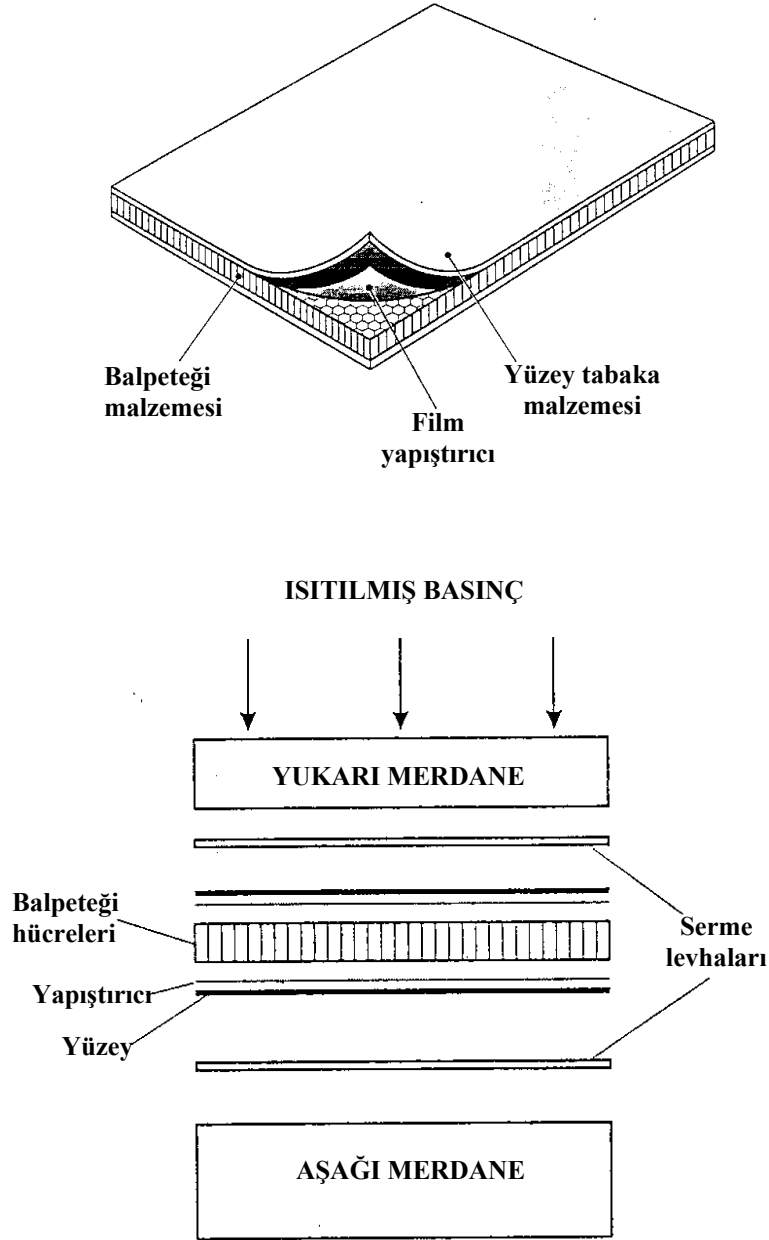 Balpeteği
malzemesi
Yüzey tabaka
malzemesi
Film
yapıştırıcı
ISITILMIŞ BASINÇ
YUKARI MERDANE
Balpeteği
hücreleri
Serme
levhaları
Yapıştırıcı
Yüzey
AŞAĞI MERDANE